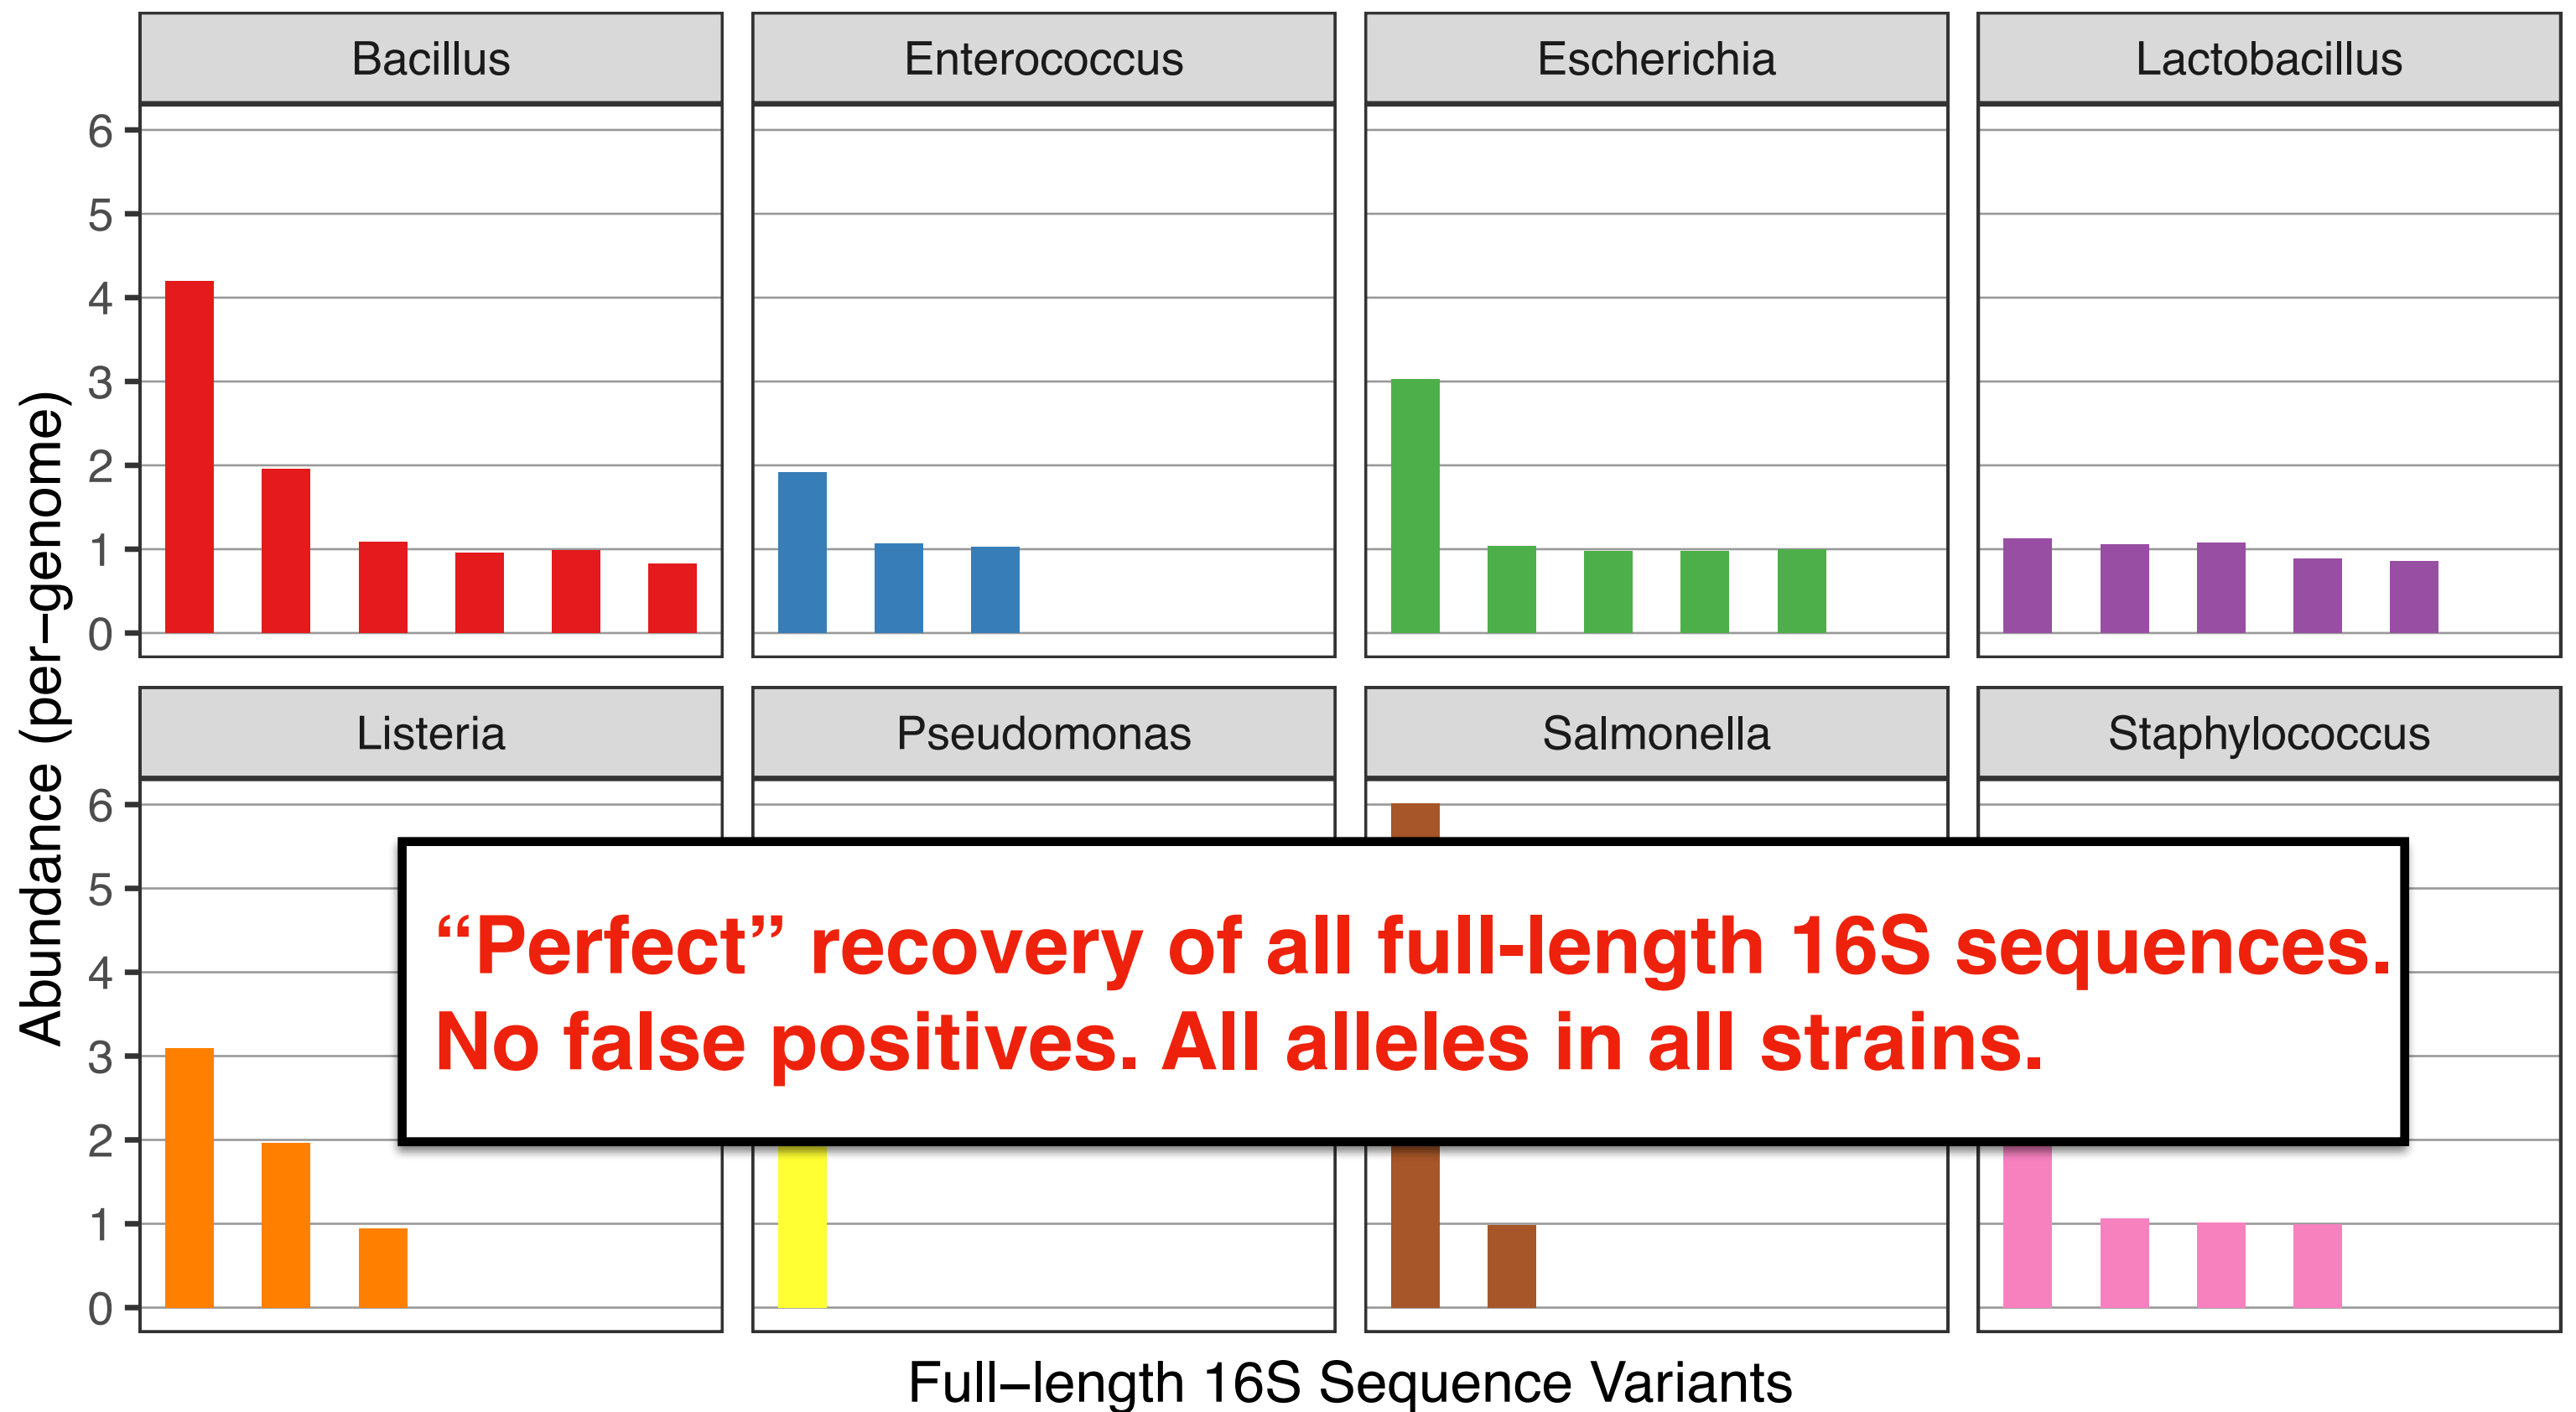 Bacillus
Enterococcus
Escherichia
Lactobacillus
6
5
4
3
2
1
0
Abundance (per−genome)
Listeria
Pseudomonas
Salmonella
Staphylococcus
6
5
4
3
2
1
0
“Perfect” recovery of all full-length 16S sequences.
No false positives. All alleles in all strains.
Full−length 16S Sequence Variants